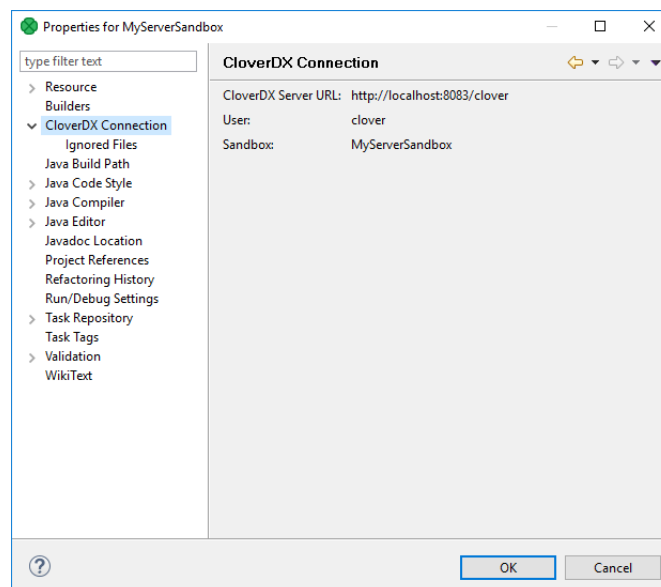 Properties for MyServerSandbox
type filter text
Resource
Builders
CloverDX Connection
Ignored Files
Java Build Path
Java Code Style
Java Compiler
Java Editor
Javadoc Location
Project References
Refactoring History
Run/Debug Settings
Task Repository
Task Tags
Validation
WikiText
CloverDX Connection
CloverDX Server URL: http://localhost:8083/clover
User: clover
Sandbox: MyServerSandbox
?
OK Cancel